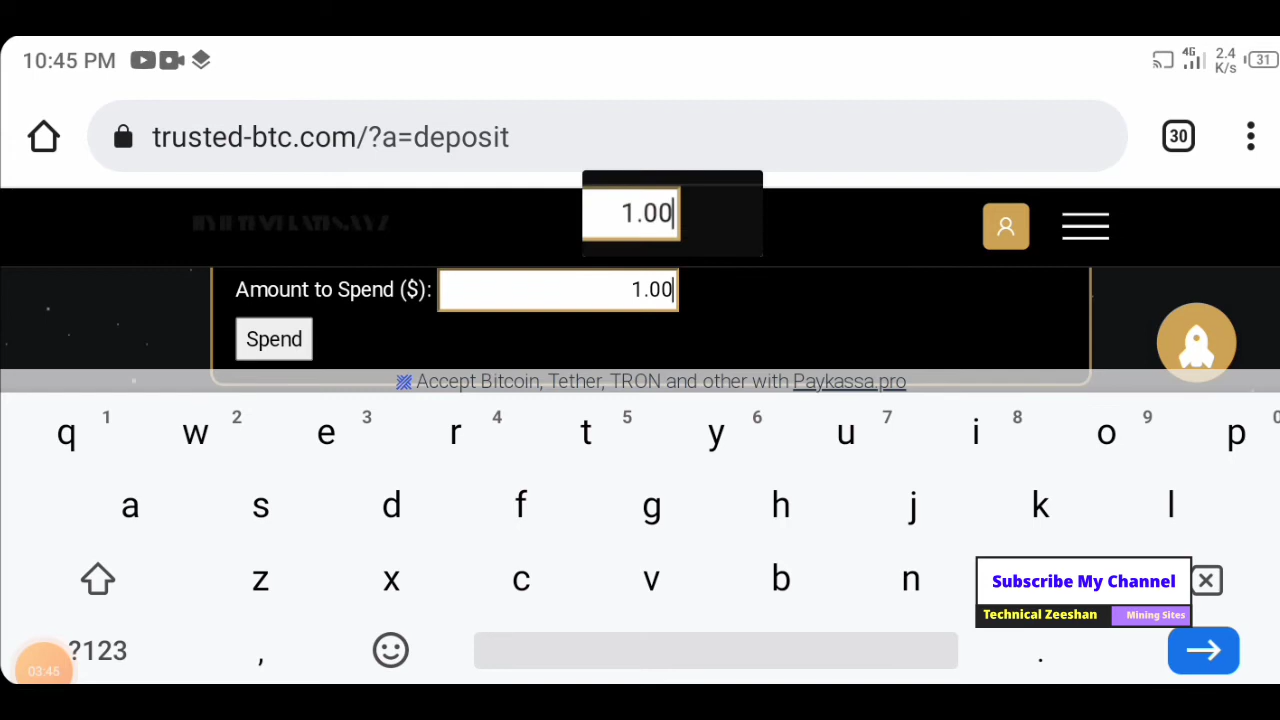 10:45 PM
4G 2.4 K/s 31
trusted-btc.com/?a=deposit
30
1.00
Amount to Spend ($): 1.00
Spend
Accept Bitcoin, Tether, TRON and other with Paykassa.pro
1 2 3 4 5 6 7 8 9 0
q w e r t y u i o p
a s d f g h j k l
z x c v b n
Subscribe My Channel
Technical Zeeshan Mining Sites
?123 , .
03:45